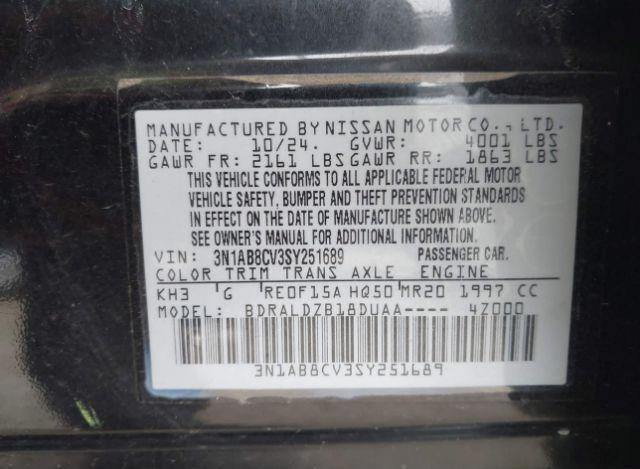 MANUFACTURED BY NISSAN MOTOR CO., LTD.
DATE: 10/24. GVWR: 4001 LBS
GAWR FR: 2161 LBS GAWR RR: 1863 LBS
THIS VEHICLE CONFORMS TO ALL APPLICABLE FEDERAL MOTOR
VEHICLE SAFETY, BUMPER AND THEFT PREVENTION STANDARDS
IN EFFECT ON THE DATE OF MANUFACTURE SHOWN ABOVE.
SEE OWNER'S MANUAL FOR ADDITIONAL INFORMATION.
VIN: 3N1AB8CV3SY251689 PASSENGER CAR.
COLOR TRIM TRANS AXLE ENGINE
KH3 G RE0F15A HQ50 MR20 1997 CC
MODEL: BDRALDZB18DUAA---- 4Z000
3N1AB8CV3SY251689